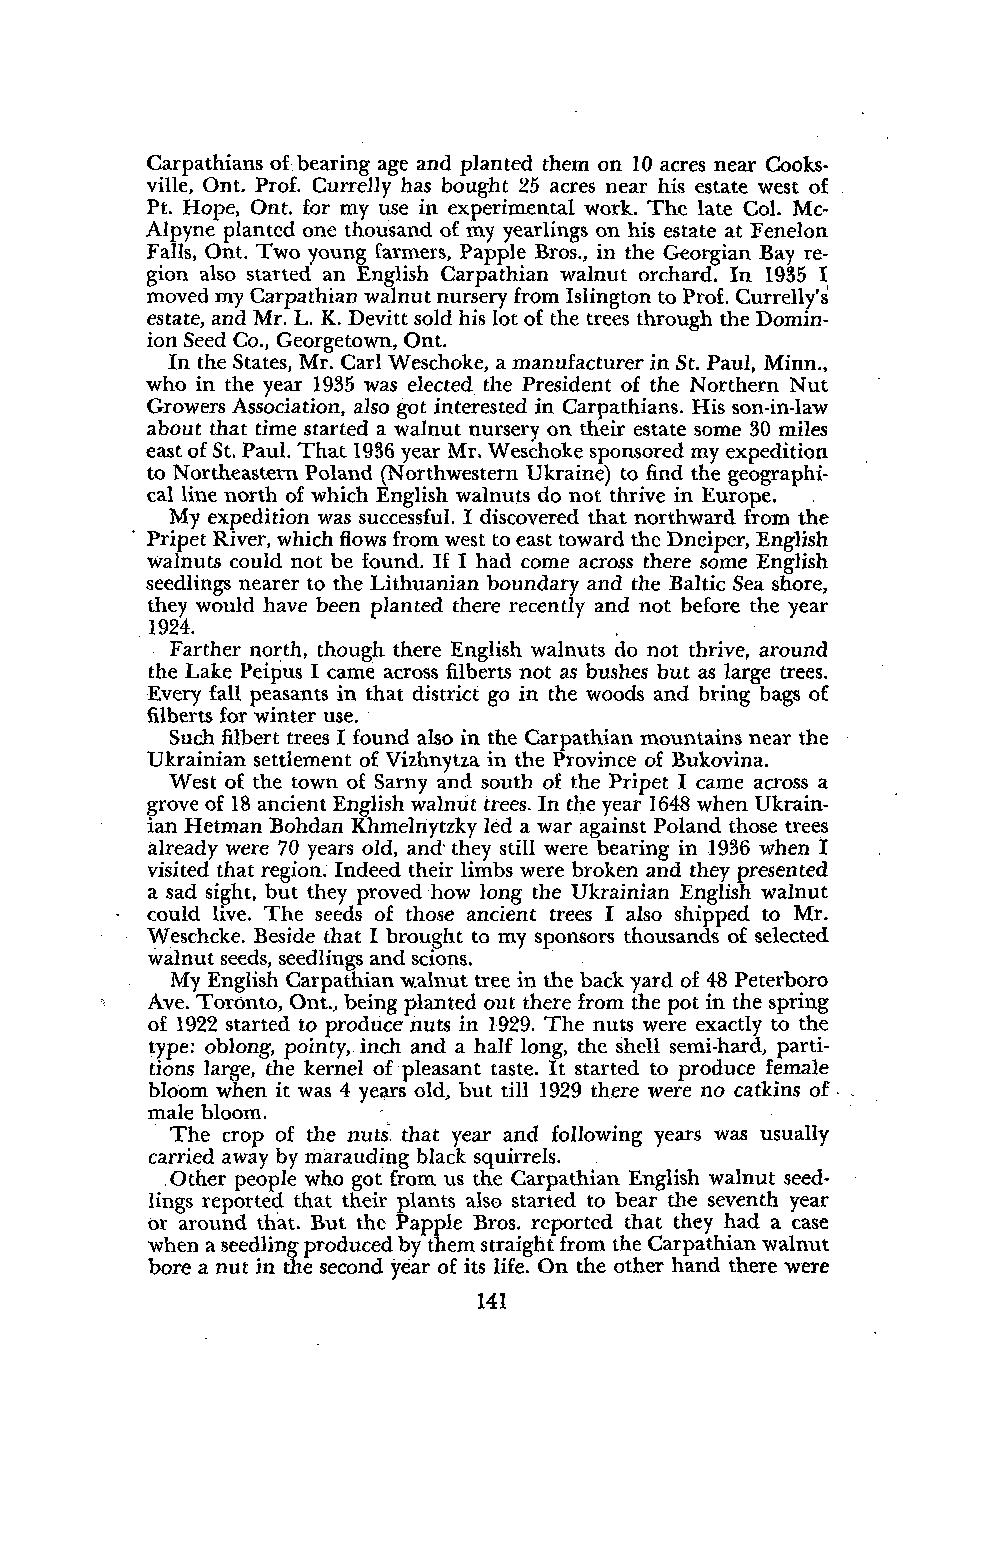 Carpathians of bearing age and planted them on 10 acres near Cooks-
ville, Ont. Prof. Currelly has bought 25 acres near his estate west of
Pt. Hope, Ont. for my use in experimental work. The late Col. Mc-
Alpyne planted one thousand of my yearlings on his estate at Fenelon
Falls, Ont. Two young farmers, Papple Bros., in the Georgian Bay re-
gion also started an English Carpathian walnut orchard. In 1935 I
moved my Carpathian walnut nursery from Islington to Prof. Currelly's
estate, and Mr. L. K. Devitt sold his lot of the trees through the Domin-
ion Seed Co., Georgetown, Ont.
In the States, Mr. Carl Weschoke, a manufacturer in St. Paul, Minn.,
who in the year 1935 was elected the President of the Northern Nut
Growers Association, also got interested in Carpathians. His son-in-law
about that time started a walnut nursery on their estate some 30 miles
east of St. Paul. That 1936 year Mr. Weschoke sponsored my expedition
to Northeastern Poland (Northwestern Ukraine) to find the geographi-
cal line north of which English walnuts do not thrive in Europe.
My expedition was successful. I discovered that northward from the
Pripet River, which flows from west to east toward the Dneiper, English
walnuts could not be found. If I had come across there some English
seedlings nearer to the Lithuanian boundary and the Baltic Sea shore,
they would have been planted there recently and not before the year
1924.
Farther north, though there English walnuts do not thrive, around
the Lake Peipus I came across filberts not as bushes but as large trees.
Every fall peasants in that district go in the woods and bring bags of
filberts for winter use.
Such filbert trees I found also in the Carpathian mountains near the
Ukrainian settlement of Vizhnytza in the Province of Bukovina.
West of the town of Sarny and south of the Pripet I came across a
grove of 18 ancient English walnut trees. In the year 1648 when Ukrain-
ian Hetman Bohdan Khmelnytzky led a war against Poland those trees
already were 70 years old, and they still were bearing in 1936 when I
visited that region. Indeed their limbs were broken and they presented
a sad sight, but they proved how long the Ukrainian English walnut
could live. The seeds of those ancient trees I also shipped to Mr.
Weschcke. Beside that I brought to my sponsors thousands of selected
walnut seeds, seedlings and scions.
My English Carpathian walnut tree in the back yard of 48 Peterboro
Ave. Toronto, Ont., being planted out there from the pot in the spring
of 1922 started to produce nuts in 1929. The nuts were exactly to the
type: oblong, pointy, inch and a half long, the shell semi-hard, parti-
tions large, the kernel of pleasant taste. It started to produce female
bloom when it was 4 years old, but till 1929 there were no catkins of
male bloom.
The crop of the nuts that year and following years was usually
carried away by marauding black squirrels.
Other people who got from us the Carpathian English walnut seed-
lings reported that their plants also started to bear the seventh year
or around that. But the Papple Bros. reported that they had a case
when a seedling produced by them straight from the Carpathian walnut
bore a nut in the second year of its life. On the other hand there were
141